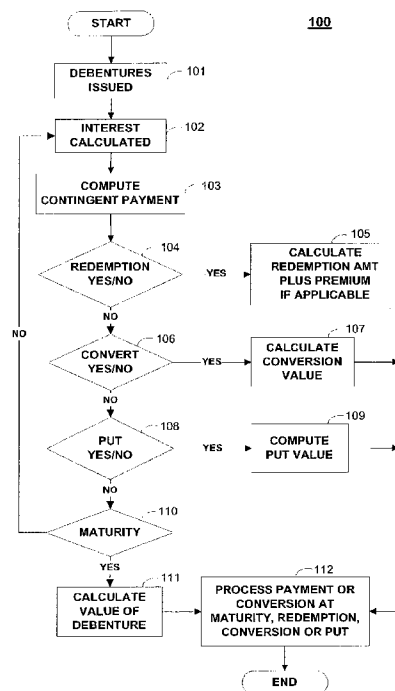 START
100
DEBENTURES
ISSUED
101
INTEREST
CALCULATED
102
COMPUTE
CONTINGENT PAYMENT
103
104
REDEMPTION
YES/NO
YES
105
CALCULATE
REDEMPTION AMT
PLUS PREMIUM
IF APPLICABLE
NO
NO
106
CONVERT
YES/NO
YES
107
CALCULATE
CONVERSION
VALUE
NO
108
PUT
YES/NO
YES
109
COMPUTE
PUT VALUE
NO
110
MATURITY
YES
111
CALCULATE
VALUE OF
DEBENTURE
112
PROCESS PAYMENT OR
CONVERSION AT
MATURITY, REDEMPTION,
CONVERSION OR PUT
END